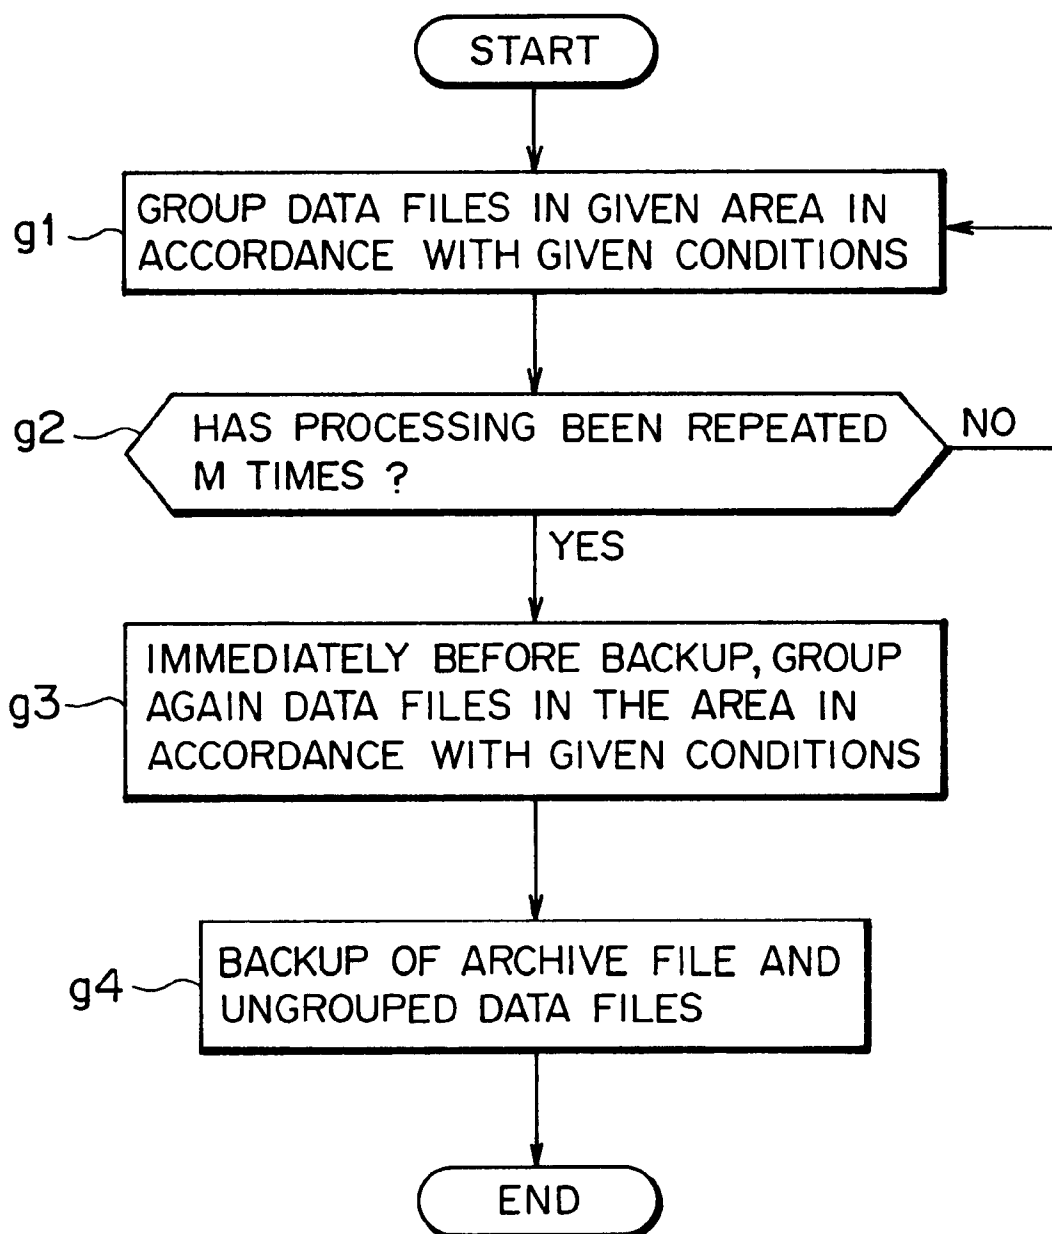 START
g1
GROUP DATA FILES IN GIVEN AREA IN
ACCORDANCE WITH GIVEN CONDITIONS
g2
HAS PROCESSING BEEN REPEATED
M TIMES ?
NO
YES
g3
IMMEDIATELY BEFORE BACKUP, GROUP
AGAIN DATA FILES IN THE AREA IN
ACCORDANCE WITH GIVEN CONDITIONS
g4
BACKUP OF ARCHIVE FILE AND
UNGROUPED DATA FILES
END